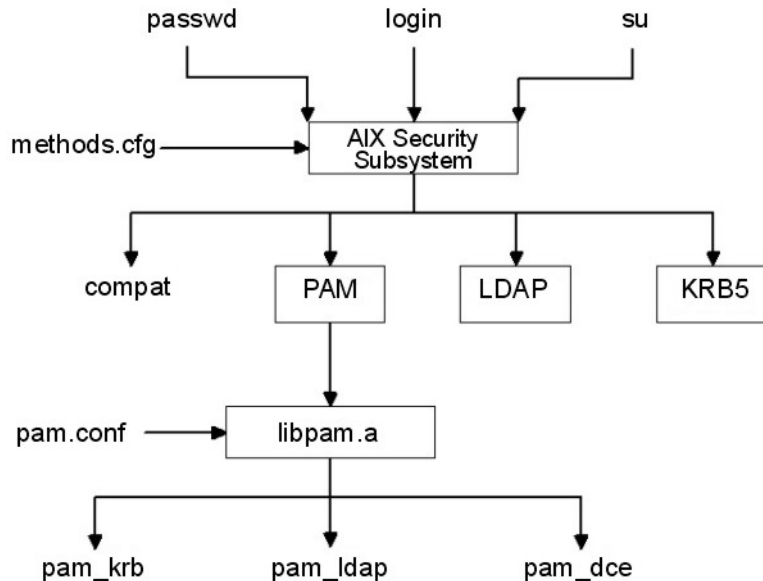 passwd
login
su
methods.cfg
AIX Security
Subsystem
compat
PAM
LDAP
KRB5
pam.conf
libpam.a
pam_krb
pam_ldap
pam_dce